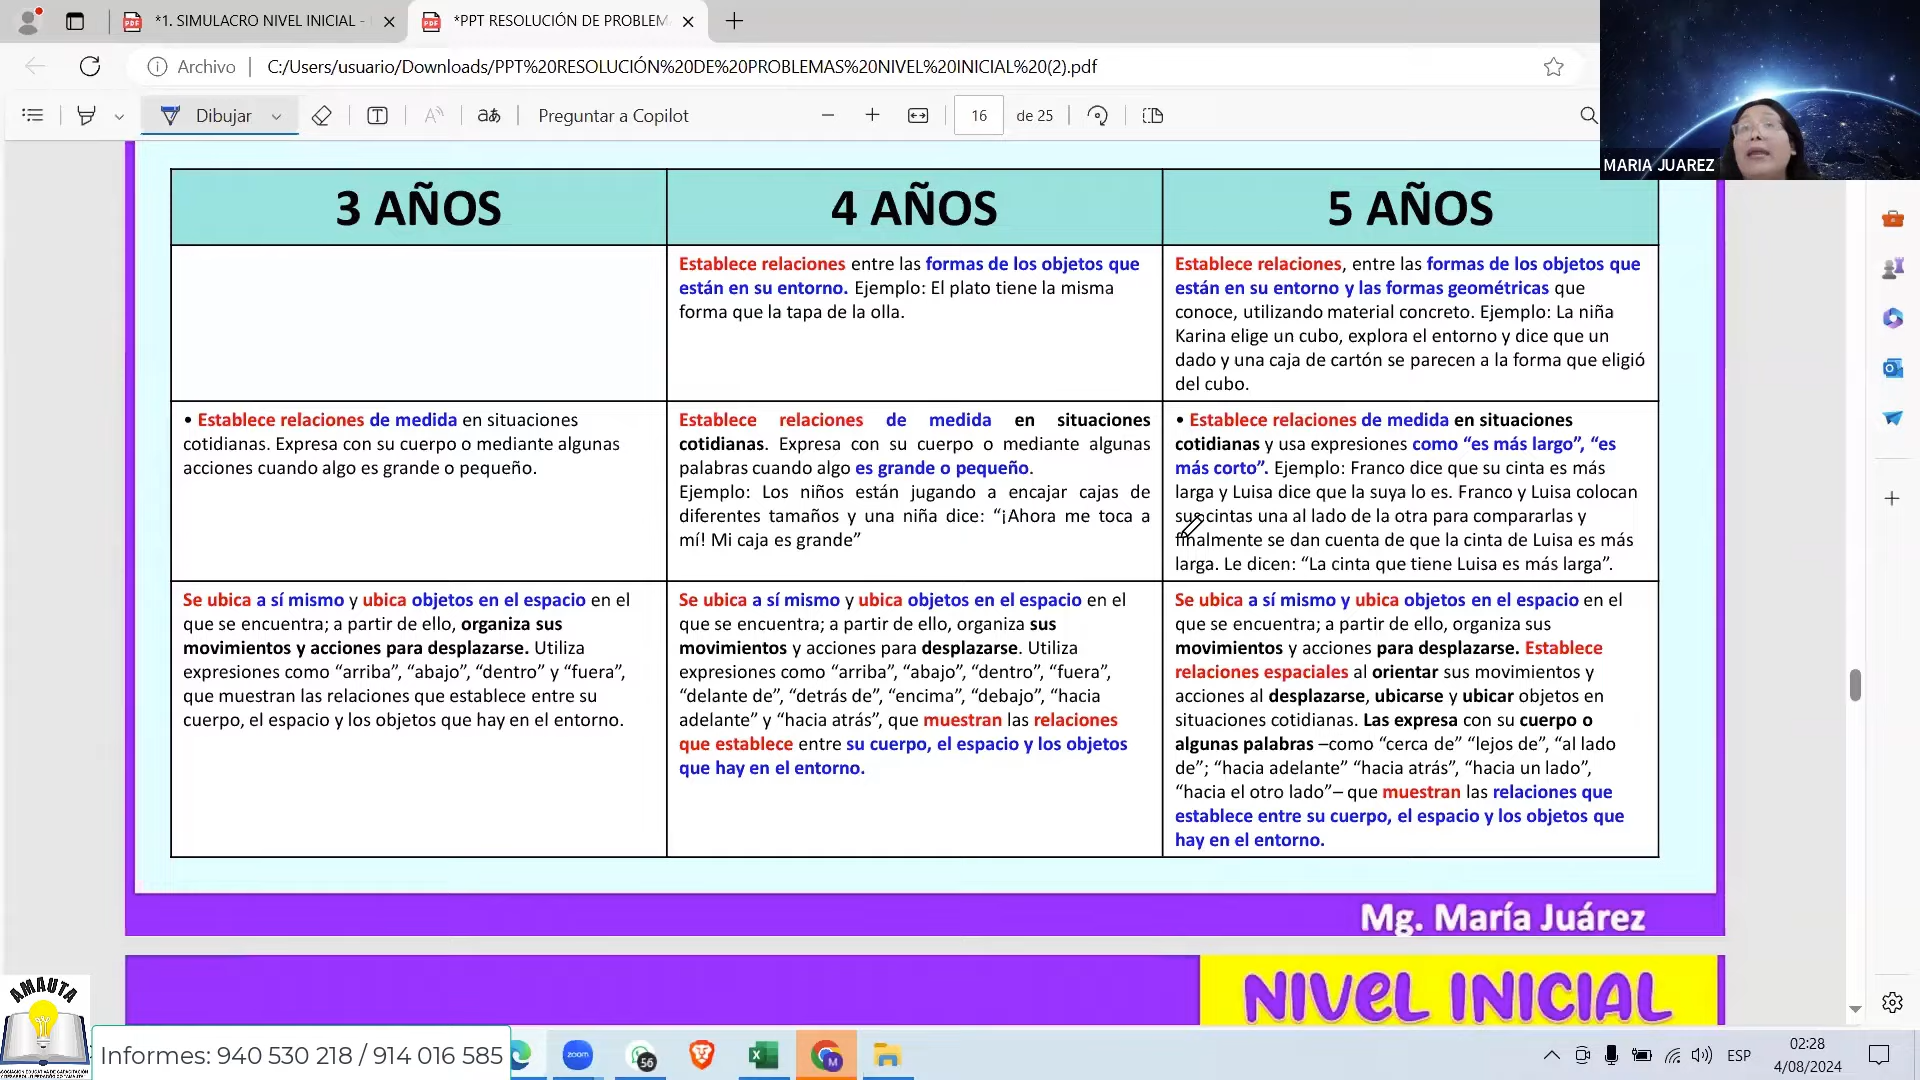 *1. SIMULACRO NIVEL INICIAL -
*PPT RESOLUCIÓN DE PROBLEM
Archivo
C:/Users/usuario/Downloads/PPT%20RESOLUCIÓN%20DE%20PROBLEMAS%20NIVEL%20INICIAL%20(2).pdf
Dibujar
Preguntar a Copilot
16 de 25
MARIA JUAREZ
3 AÑOS
4 AÑOS
5 AÑOS
Establece relaciones entre las formas de los objetos que
están en su entorno. Ejemplo: El plato tiene la misma
forma que la tapa de la olla.
Establece relaciones, entre las formas de los objetos que
están en su entorno y las formas geométricas que
conoce, utilizando material concreto. Ejemplo: La niña
Karina elige un cubo, explora el entorno y dice que un
dado y una caja de cartón se parecen a la forma que eligió
del cubo.
• Establece relaciones de medida en situaciones
cotidianas. Expresa con su cuerpo o mediante algunas
acciones cuando algo es grande o pequeño.
Establece relaciones de medida en situaciones
cotidianas. Expresa con su cuerpo o mediante algunas
palabras cuando algo es grande o pequeño.
Ejemplo: Los niños están jugando a encajar cajas de
diferentes tamaños y una niña dice: “¡Ahora me toca a
mí! Mi caja es grande”
• Establece relaciones de medida en situaciones
cotidianas y usa expresiones como “es más largo”, “es
más corto”. Ejemplo: Franco dice que su cinta es más
larga y Luisa dice que la suya lo es. Franco y Luisa colocan
sus cintas una al lado de la otra para compararlas y
finalmente se dan cuenta de que la cinta de Luisa es más
larga. Le dicen: “La cinta que tiene Luisa es más larga”.
Se ubica a sí mismo y ubica objetos en el espacio en el
que se encuentra; a partir de ello, organiza sus
movimientos y acciones para desplazarse. Utiliza
expresiones como “arriba”, “abajo”, “dentro” y “fuera”,
que muestran las relaciones que establece entre su
cuerpo, el espacio y los objetos que hay en el entorno.
Se ubica a sí mismo y ubica objetos en el espacio en el
que se encuentra; a partir de ello, organiza sus
movimientos y acciones para desplazarse. Utiliza
expresiones como “arriba”, “abajo”, “dentro”, “fuera”,
“delante de”, “detrás de”, “encima”, “debajo”, “hacia
adelante” y “hacia atrás”, que muestran las relaciones
que establece entre su cuerpo, el espacio y los objetos
que hay en el entorno.
Se ubica a sí mismo y ubica objetos en el espacio en el
que se encuentra; a partir de ello, organiza sus
movimientos y acciones para desplazarse. Establece
relaciones espaciales al orientar sus movimientos y
acciones al desplazarse, ubicarse y ubicar objetos en
situaciones cotidianas. Las expresa con su cuerpo o
algunas palabras –como “cerca de” “lejos de”, “al lado
de”; “hacia adelante” “hacia atrás”, “hacia un lado”,
“hacia el otro lado”– que muestran las relaciones que
establece entre su cuerpo, el espacio y los objetos que
hay en el entorno.
Mg. María Juárez
NIVEL INICIAL
AMAUTA
Informes: 940 530 218 / 914 016 585
zoom
56
M
ESP
02:28
4/08/2024